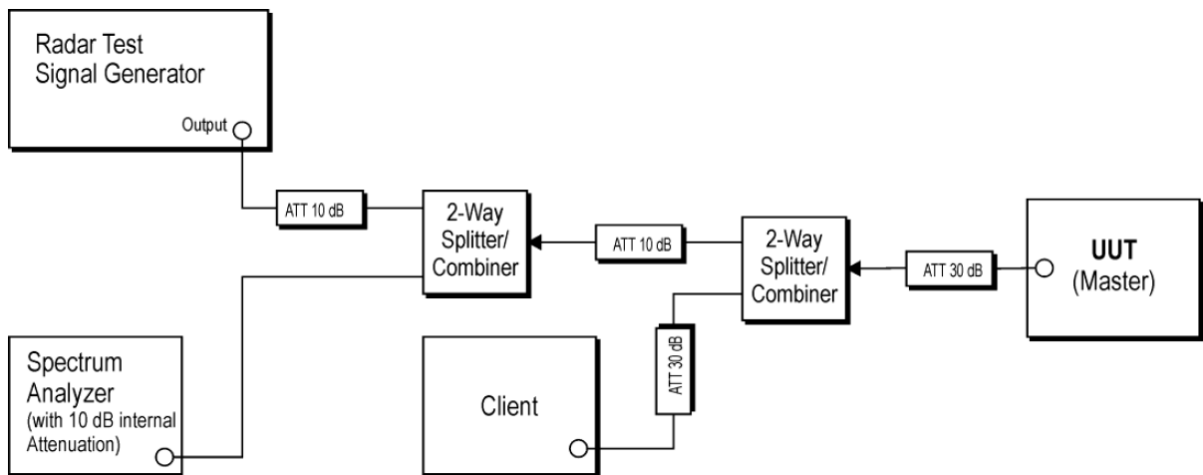 Radar Test
Signal Generator
Output
ATT 10 dB
2-Way
Splitter/
Combiner
ATT 10 dB
2-Way
Splitter/
Combiner
ATT 30 dB
UUT
(Master)
Spectrum
Analyzer
(with 10 dB internal
Attenuation)
Client
ATT 30 dB